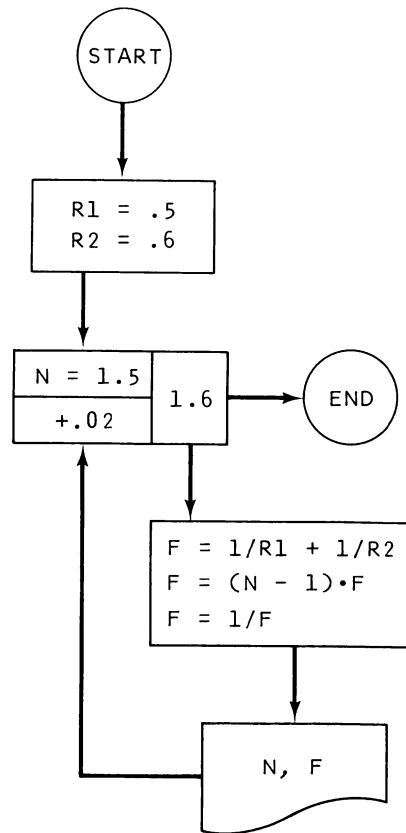 START
R1 = .5
R2 = .6
N = 1.5
+.02
1.6
END
F = 1/R1 + 1/R2
F = (N - 1)•F
F = 1/F
N, F